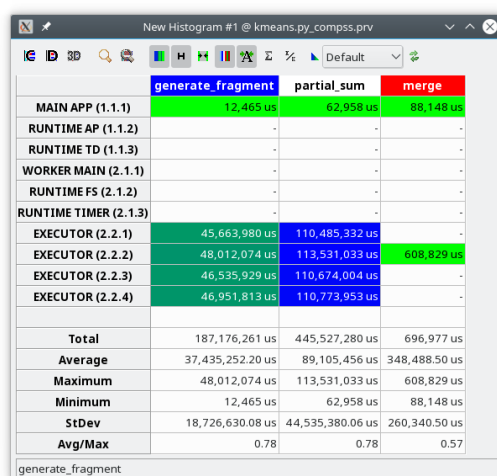 New Histogram #1 @ kmeans.py_compss.prv
3D H Σ Default
generate_fragment partial_sum merge
MAIN APP (1.1.1) 12,465 us 62,958 us 88,148 us
RUNTIME AP (1.1.2) - - -
RUNTIME TD (1.1.3) - - -
WORKER MAIN (2.1.1) - - -
RUNTIME FS (2.1.2) - - -
RUNTIME TIMER (2.1.3) - - -
EXECUTOR (2.2.1) 45,663,980 us 110,485,332 us -
EXECUTOR (2.2.2) 48,012,074 us 113,531,033 us 608,829 us
EXECUTOR (2.2.3) 46,535,929 us 110,674,004 us -
EXECUTOR (2.2.4) 46,951,813 us 110,773,953 us -
Total 187,176,261 us 445,527,280 us 696,977 us
Average 37,435,252.20 us 89,105,456 us 348,488.50 us
Maximum 48,012,074 us 113,531,033 us 608,829 us
Minimum 12,465 us 62,958 us 88,148 us
StDev 18,726,630.08 us 44,535,380.06 us 260,340.50 us
Avg/Max 0.78 0.78 0.57
generate_fragment